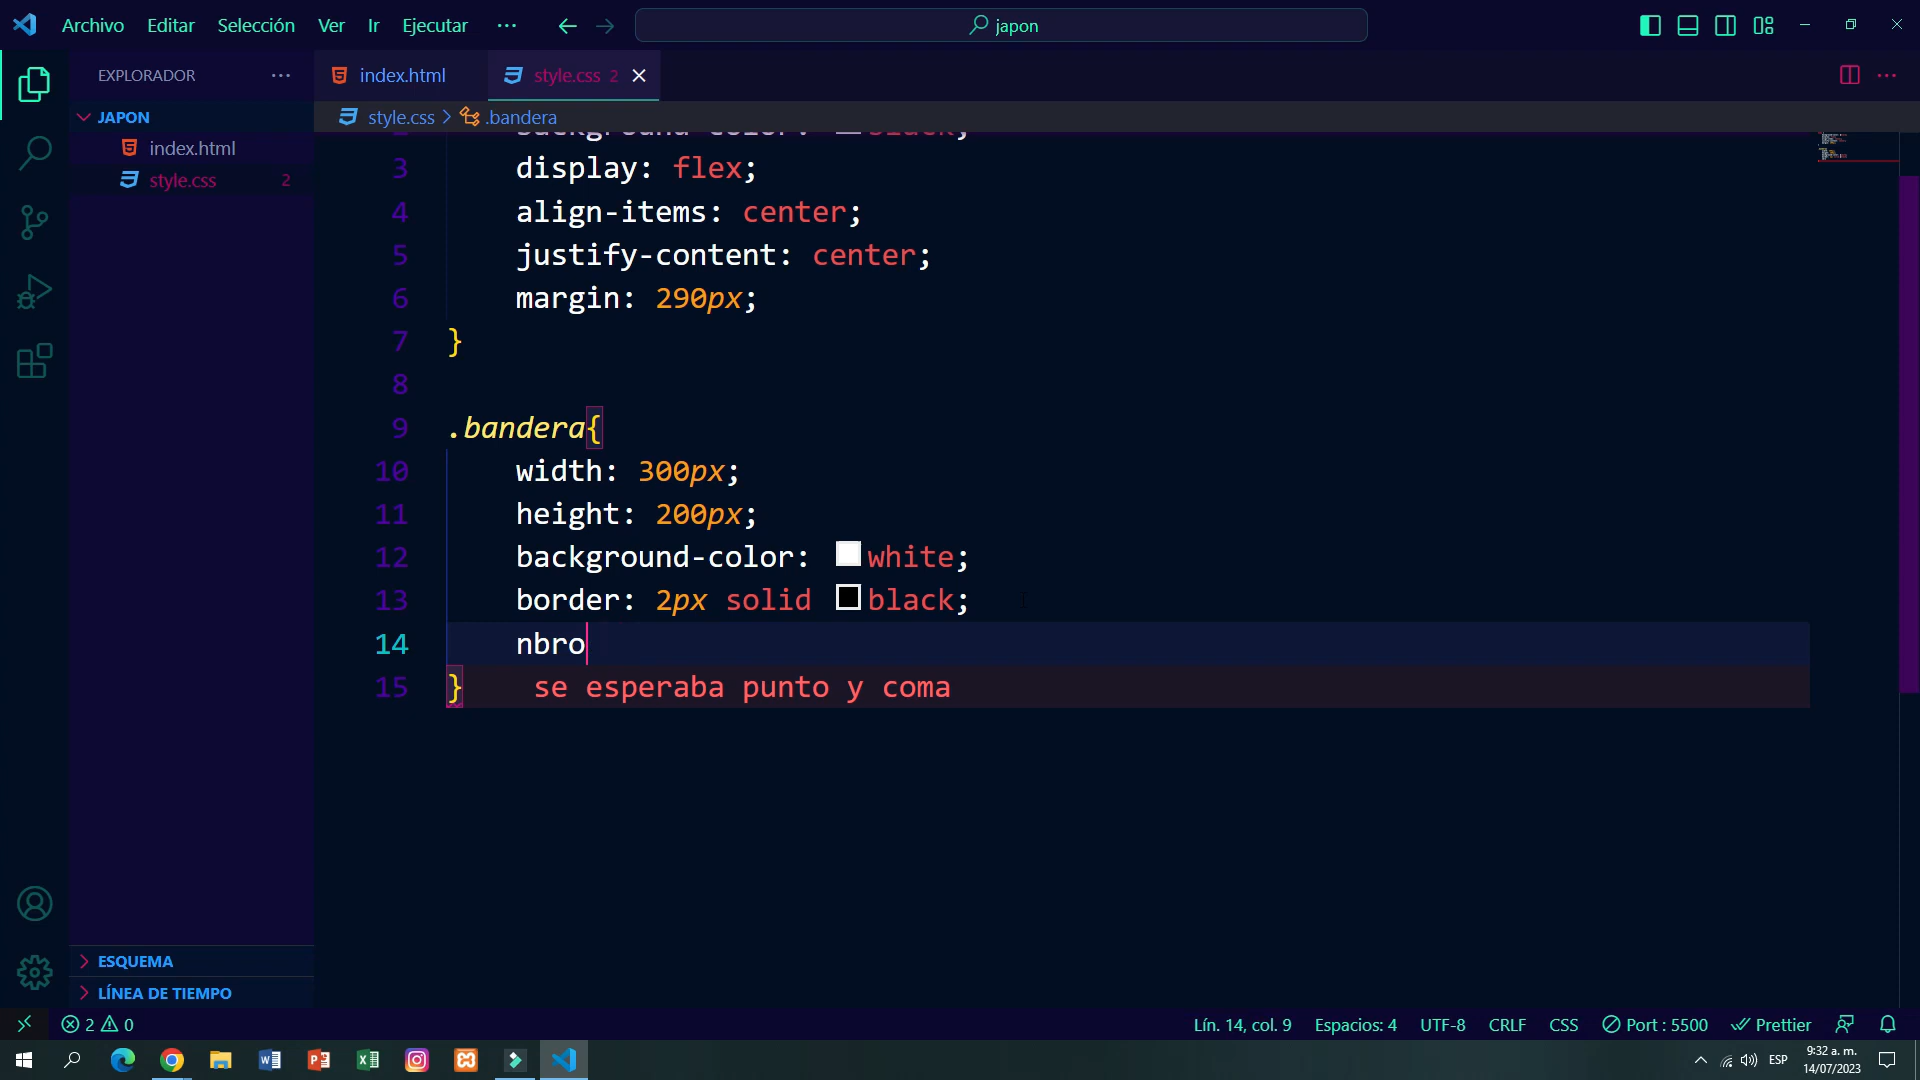 Archivo Editar Selección Ver Ir Ejecutar ··· japon
EXPLORADOR ···
index.html
style.css 2
JAPON
index.html
style.css 2
style.css > .bandera
2 background-color: black;
3 display: flex;
4 align-items: center;
5 justify-content: center;
6 margin: 290px;
7 }
8
9 .bandera{
10 width: 300px;
11 height: 200px;
12 background-color: white;
13 border: 2px solid black;
14 nbro
15 } se esperaba punto y coma
ESQUEMA
LÍNEA DE TIEMPO
2 0 Lín. 14, col. 9 Espacios: 4 UTF-8 CRLF CSS Port : 5500 Prettier
ESP 9:32 a. m.
14/07/2023